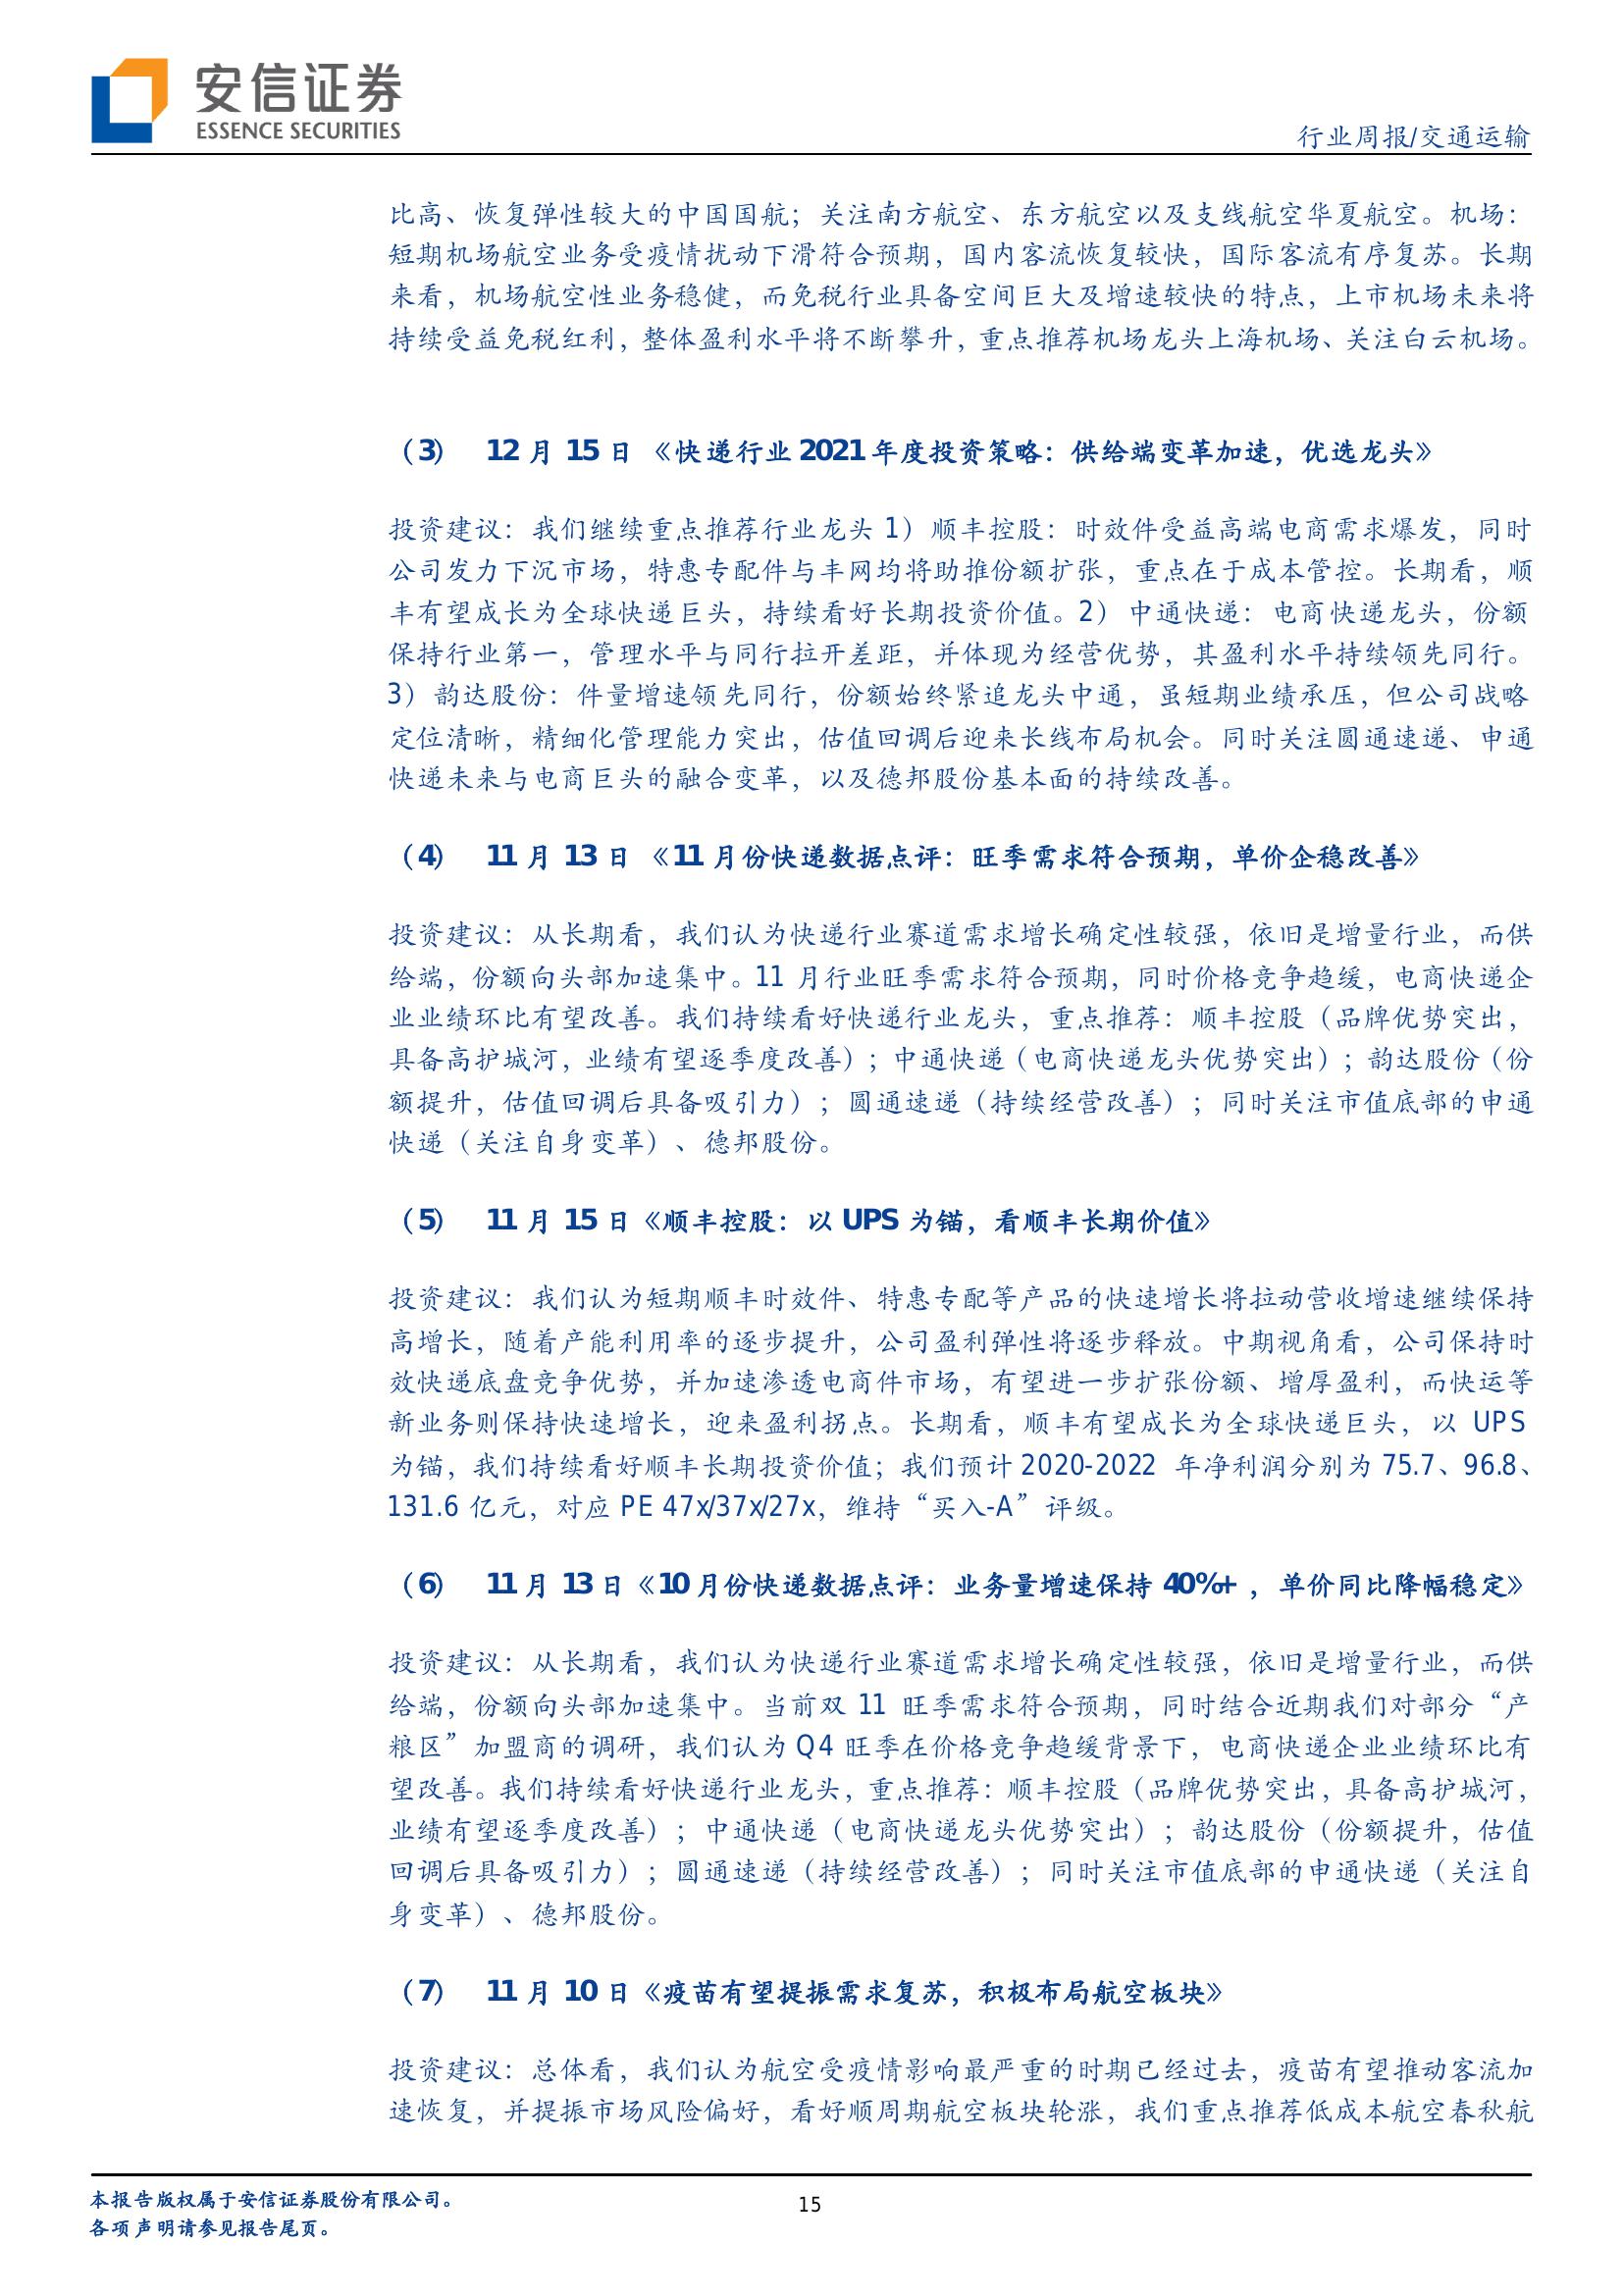 安信证券
ESSENCE SECURITIES
行业周报/交通运输
比高、恢复弹性较大的中国国航；关注南方航空、东方航空以及支线航空华夏航空。机场：
短期机场航空业务受疫情扰动下滑符合预期，国内客流恢复较快，国际客流有序复苏。长期
来看，机场航空性业务稳健，而免税行业具备空间巨大及增速较快的特点，上市机场未来将
持续受益免税红利，整体盈利水平将不断攀升，重点推荐机场龙头上海机场、关注白云机场。
（3） 12 月 15 日 《快递行业 2021 年度投资策略：供给端变革加速，优选龙头》
投资建议：我们继续重点推荐行业龙头 1）顺丰控股：时效件受益高端电商需求爆发，同时
公司发力下沉市场，特惠专配件与丰网均将助推份额扩张，重点在于成本管控。长期看，顺
丰有望成长为全球快递巨头，持续看好长期投资价值。2）中通快递：电商快递龙头，份额
保持行业第一，管理水平与同行拉开差距，并体现为经营优势，其盈利水平持续领先同行。
3）韵达股份：件量增速领先同行，份额始终紧追龙头中通，虽短期业绩承压，但公司战略
定位清晰，精细化管理能力突出，估值回调后迎来长线布局机会。同时关注圆通速递、申通
快递未来与电商巨头的融合变革，以及德邦股份基本面的持续改善。
（4） 11 月 13 日 《11 月份快递数据点评：旺季需求符合预期，单价企稳改善》
投资建议：从长期看，我们认为快递行业赛道需求增长确定性较强，依旧是增量行业，而供
给端，份额向头部加速集中。11 月行业旺季需求符合预期，同时价格竞争趋缓，电商快递企
业业绩环比有望改善。我们持续看好快递行业龙头，重点推荐：顺丰控股（品牌优势突出，
具备高护城河，业绩有望逐季度改善）；中通快递（电商快递龙头优势突出）；韵达股份（份
额提升，估值回调后具备吸引力）；圆通速递（持续经营改善）；同时关注市值底部的申通
快递（关注自身变革）、德邦股份。
（5） 11 月 15 日《顺丰控股：以 UPS 为锚，看顺丰长期价值》
投资建议：我们认为短期顺丰时效件、特惠专配等产品的快速增长将拉动营收增速继续保持
高增长，随着产能利用率的逐步提升，公司盈利弹性将逐步释放。中期视角看，公司保持时
效快递底盘竞争优势，并加速渗透电商件市场，有望进一步扩张份额、增厚盈利，而快运等
新业务则保持快速增长，迎来盈利拐点。长期看，顺丰有望成长为全球快递巨头，以 UPS
为锚，我们持续看好顺丰长期投资价值；我们预计 2020-2022 年净利润分别为 75.7、96.8、
131.6 亿元，对应 PE 47x/37x/27x，维持“买入-A”评级。
（6） 11 月 13 日《10 月份快递数据点评：业务量增速保持 40%+ ，单价同比降幅稳定》
投资建议：从长期看，我们认为快递行业赛道需求增长确定性较强，依旧是增量行业，而供
给端，份额向头部加速集中。当前双 11 旺季需求符合预期，同时结合近期我们对部分“产
粮区”加盟商的调研，我们认为 Q4 旺季在价格竞争趋缓背景下，电商快递企业业绩环比有
望改善。我们持续看好快递行业龙头，重点推荐：顺丰控股（品牌优势突出，具备高护城河，
业绩有望逐季度改善）；中通快递（电商快递龙头优势突出）；韵达股份（份额提升，估值
回调后具备吸引力）；圆通速递（持续经营改善）；同时关注市值底部的申通快递（关注自
身变革）、德邦股份。
（7） 11 月 10 日《疫苗有望提振需求复苏，积极布局航空板块》
投资建议：总体看，我们认为航空受疫情影响最严重的时期已经过去，疫苗有望推动客流加
速恢复，并提振市场风险偏好，看好顺周期航空板块轮涨，我们重点推荐低成本航空春秋航
本报告版权属于安信证券股份有限公司。
各项声明请参见报告尾页。
15